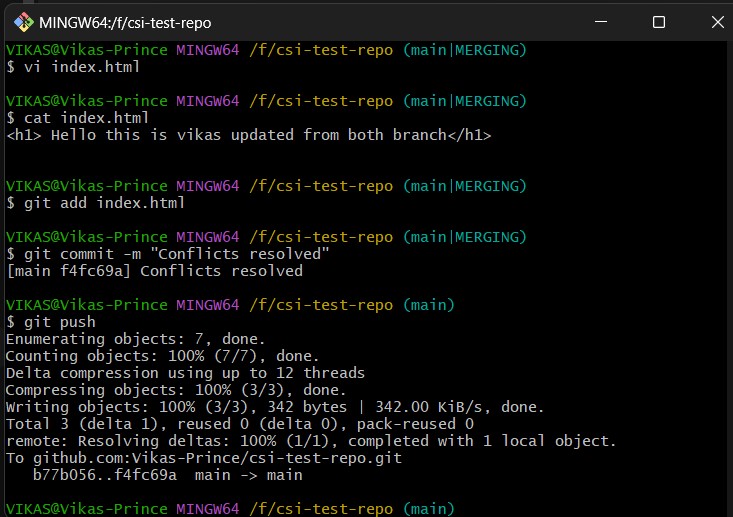 MINGW64:/f/csi-test-repo
VIKAS@Vikas-Prince MINGW64 /f/csi-test-repo (main|MERGING)
$ vi index.html
VIKAS@Vikas-Prince MINGW64 /f/csi-test-repo (main|MERGING)
$ cat index.html
<h1> Hello this is vikas updated from both branch</h1>
VIKAS@Vikas-Prince MINGW64 /f/csi-test-repo (main|MERGING)
$ git add index.html
VIKAS@Vikas-Prince MINGW64 /f/csi-test-repo (main|MERGING)
$ git commit -m "Conflicts resolved"
[main f4fc69a] Conflicts resolved
VIKAS@Vikas-Prince MINGW64 /f/csi-test-repo (main)
$ git push
Enumerating objects: 7, done.
Counting objects: 100% (7/7), done.
Delta compression using up to 12 threads
Compressing objects: 100% (3/3), done.
Writing objects: 100% (3/3), 342 bytes | 342.00 KiB/s, done.
Total 3 (delta 1), reused 0 (delta 0), pack-reused 0
remote: Resolving deltas: 100% (1/1), completed with 1 local object.
To github.com:Vikas-Prince/csi-test-repo.git
b77b056..f4fc69a  main -> main
VIKAS@Vikas-Prince MINGW64 /f/csi-test-repo (main)